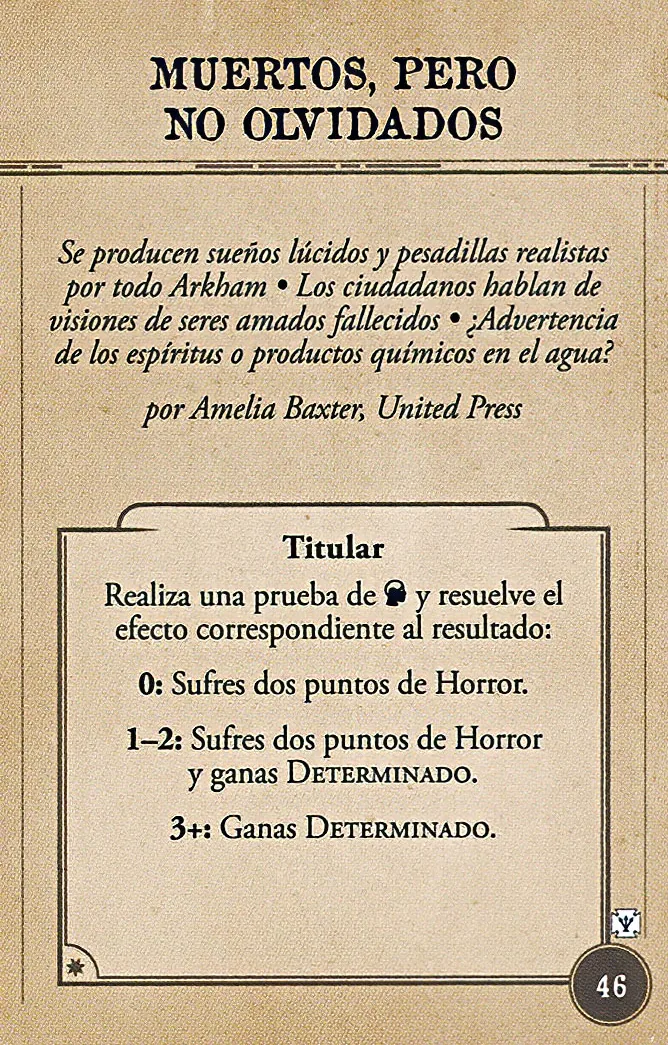 MUERTOS, PERO
NO OLVIDADOS
Se producen sueños lúcidos y pesadillas realistas
por todo Arkham • Los ciudadanos hablan de
visiones de seres amados fallecidos • ¿Advertencia
de los espíritus o productos químicos en el agua?
por Amelia Baxter, United Press
Titular
Realiza una prueba de y resuelve el
efecto correspondiente al resultado:
0: Sufres dos puntos de Horror.
1–2: Sufres dos puntos de Horror
y ganas DETERMINADO.
3+: Ganas DETERMINADO.
46